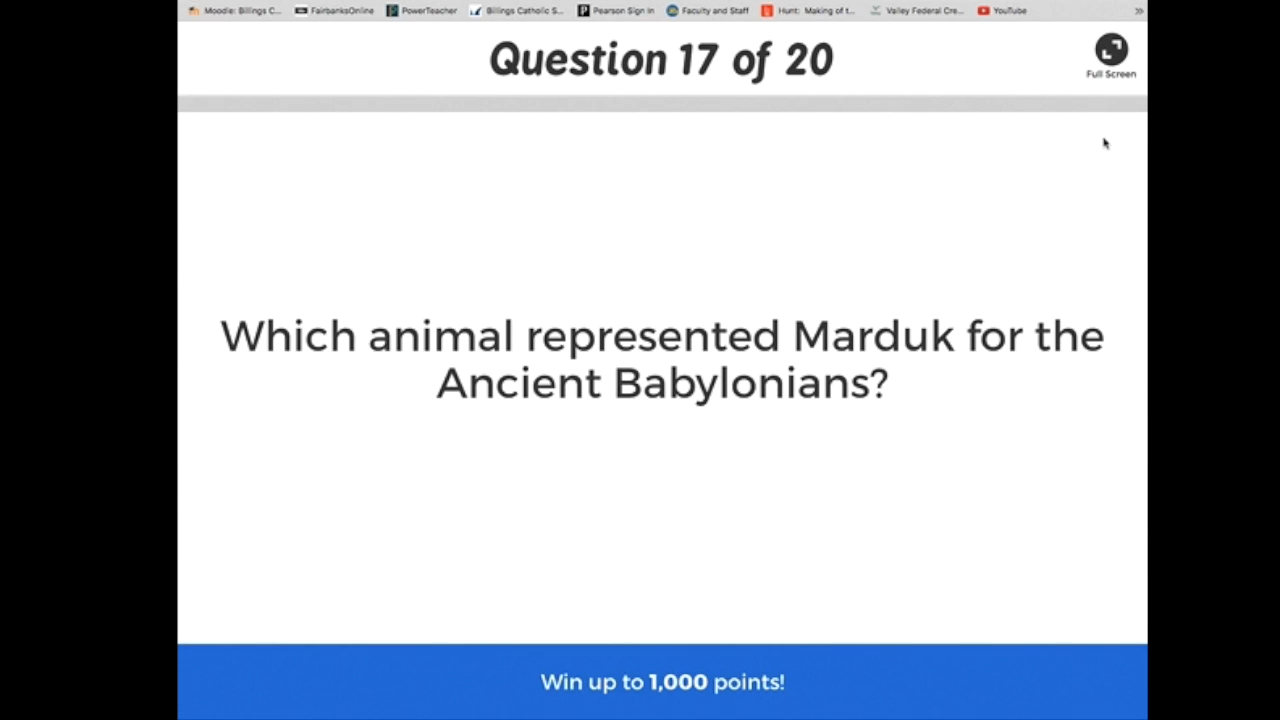 Moodle: Billings C... FairbanksOnline PowerTeacher Billings Catholic S... Pearson Sign In Faculty and Staff Hunt: Making of t... Valley Federal Cre... YouTube »
Question 17 of 20
Full Screen
Which animal represented Marduk for the
Ancient Babylonians?
Win up to 1,000 points!